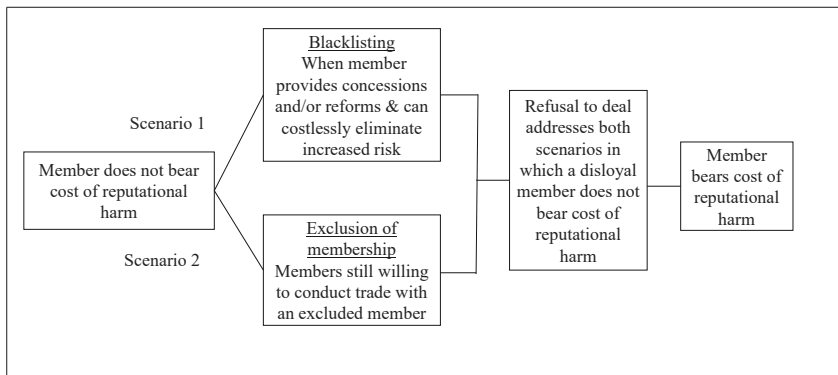 Scenario 1
Scenario 2
Member does not bear
cost of reputational
harm
Blacklisting
When member
provides concessions
and/or reforms & can
costlessly eliminate
increased risk
Exclusion of
membership
Members still willing
to conduct trade with
an excluded member
Refusal to deal
addresses both
scenarios in
which a disloyal
member does not
bear cost of
reputational
harm
Member
bears cost of
reputational
harm